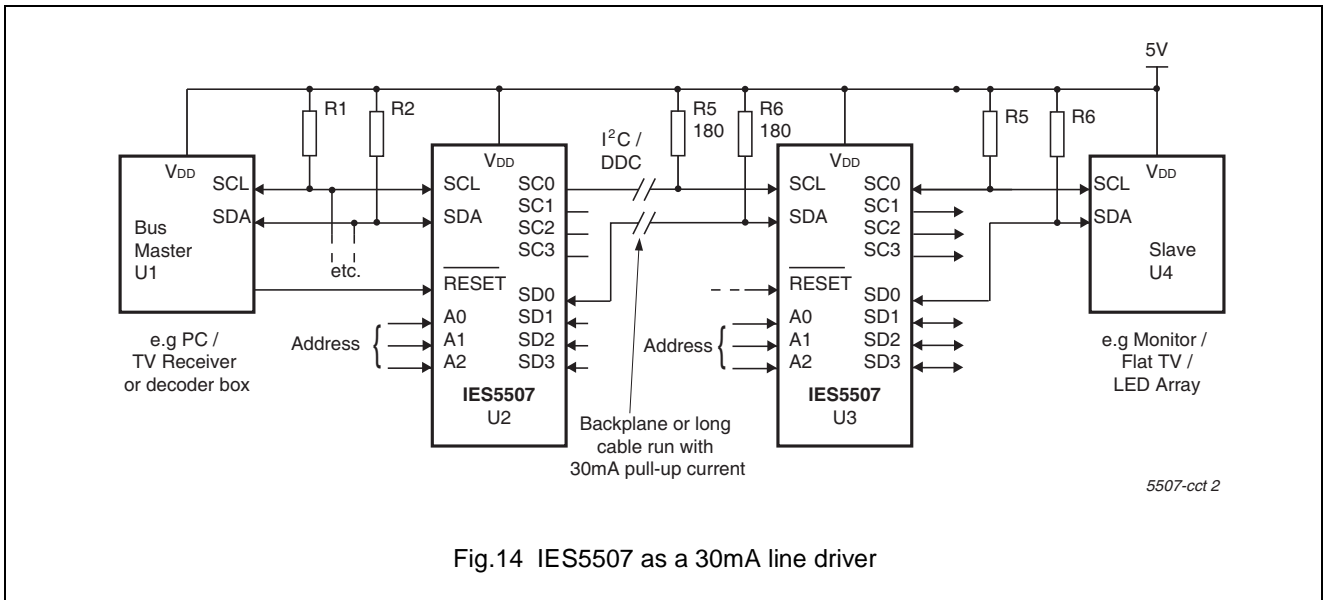 5V
R1
R2
R5
180
R6
180
R5
R6
I²C /
DDC
VDD
SCL
SDA
Bus
Master
U1
etc.
e.g PC /
TV Receiver
or decoder box
VDD
SCL
SDA
RESET
A0
A1
A2
Address {
SC0
SC1
SC2
SC3
SD0
SD1
SD2
SD3
IES5507
U2
Backplane or long
cable run with
30mA pull-up current
VDD
SCL
SDA
RESET
A0
A1
A2
Address {
SC0
SC1
SC2
SC3
SD0
SD1
SD2
SD3
IES5507
U3
VDD
SCL
SDA
Slave
U4
e.g Monitor /
Flat TV /
LED Array
5507-cct 2
Fig.14 IES5507 as a 30mA line driver